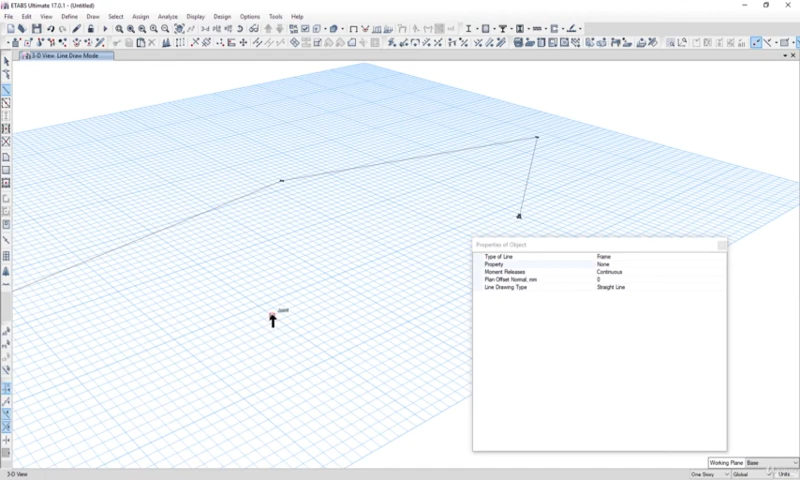 ETABS Ultimate 17.0.1 - (Untitled)
File Edit View Define Draw Select Assign Analyze Display Design Options Tools Help
3-D View Line Draw Mode
Joint
Properties of Object
Type of Line Frame
Property None
Moment Releases Continuous
Plan Offset Normal, mm 0
Line Drawing Type Straight Line
Working Plane Base
3-D View One Story Global Units...